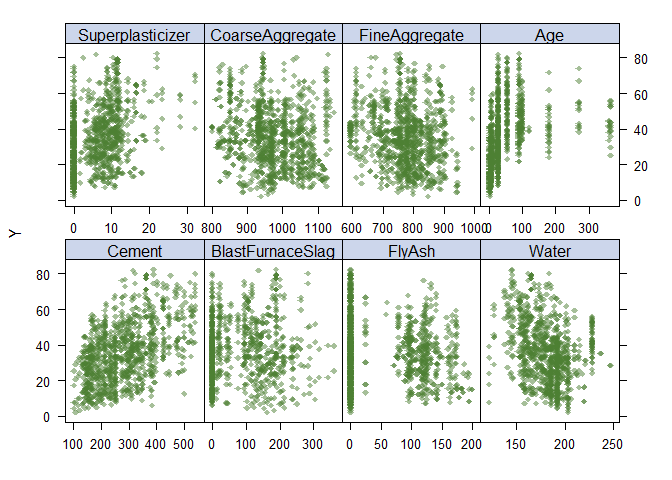 Superplasticizer CoarseAggregate FineAggregate Age
80
60
40
20
0
0 10 20 30 800 900 1000 1100 600 700 800 900 1000 0 100 200 300
Y
Cement BlastFurnaceSlag FlyAsh Water
80
60
40
20
0
100 200 300 400 500 0 100 200 300 0 50 100 150 200 150 200 250